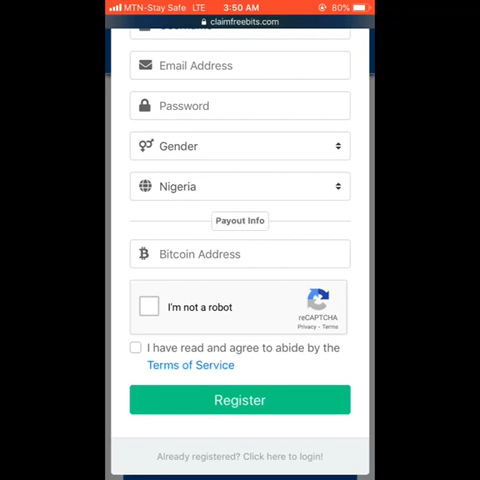 MTN-Stay Safe LTE 3:50 AM 80%
claimfreebits.com
Email Address
Password
Gender
Nigeria
Payout Info
Bitcoin Address
I'm not a robot
reCAPTCHA
Privacy - Terms
I have read and agree to abide by the
Terms of Service
Register
Already registered? Click here to login!